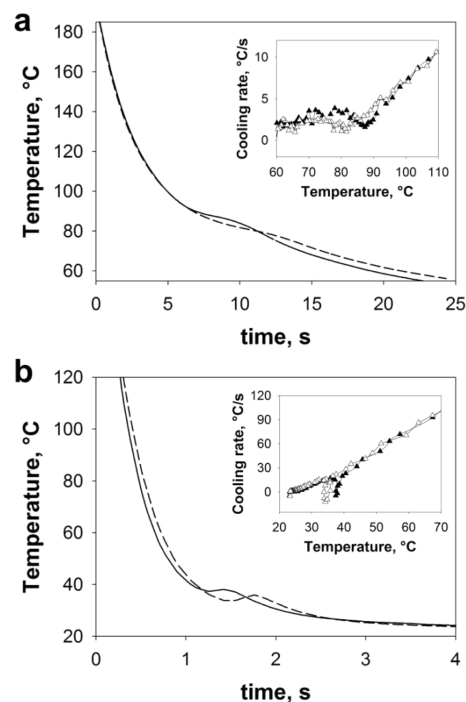 a
Temperature, °C
180
160
140
120
100
80
60
0 5 10 15 20 25
time, s
Cooling rate, °C/s
10
5
0
60 70 80 90 100 110
Temperature, °C
b
Temperature, °C
120
100
80
60
40
20
0 1 2 3 4
time, s
Cooling rate, °C/s
120
90
60
30
0
20 30 40 50 60 70
Temperature, °C